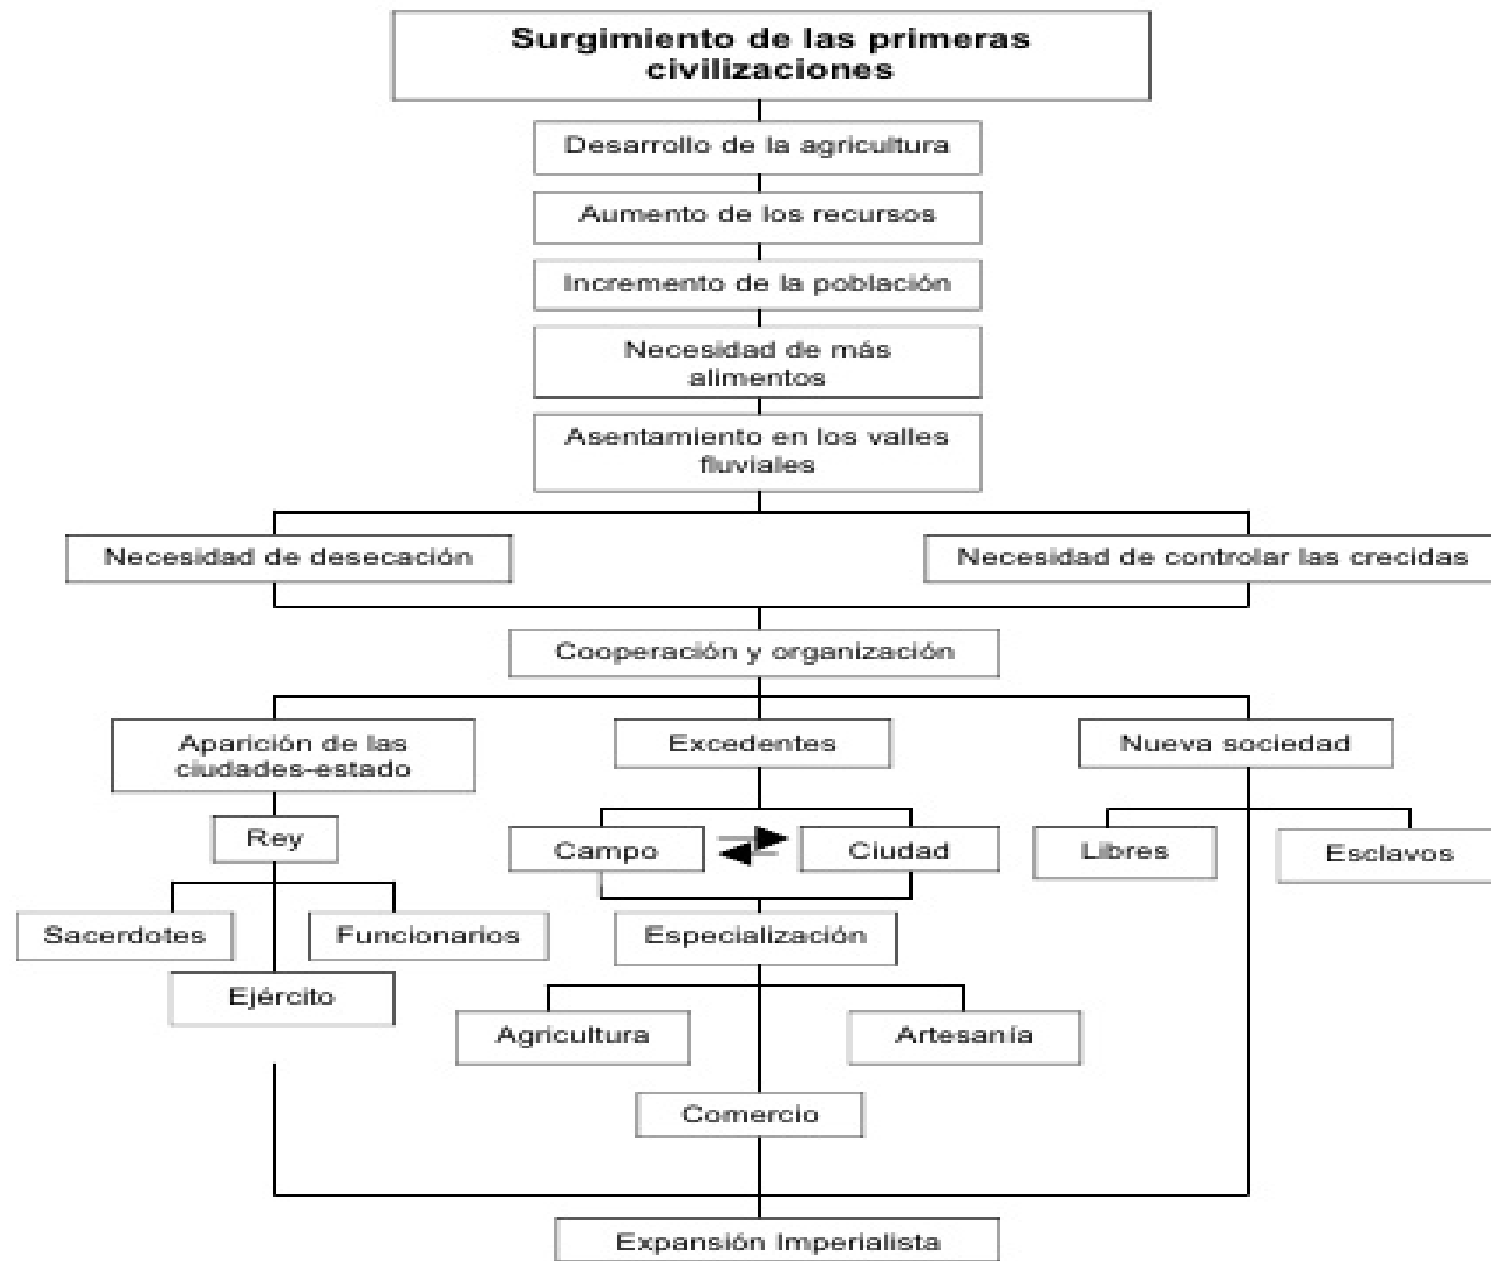 Surgimiento de las primeras
civilizaciones
Desarrollo de la agricultura
Aumento de los recursos
Incremento de la población
Necesidad de más
alimentos
Asentamiento en los valles
fluviales
Necesidad de desecación
Necesidad de controlar las crecidas
Cooperación y organización
Aparición de las
ciudades-estado
Excedentes
Nueva sociedad
Rey
Campo
Ciudad
Libres
Esclavos
Sacerdotes
Funcionarios
Especialización
Ejército
Agricultura
Artesanía
Comercio
Expansión Imperialista